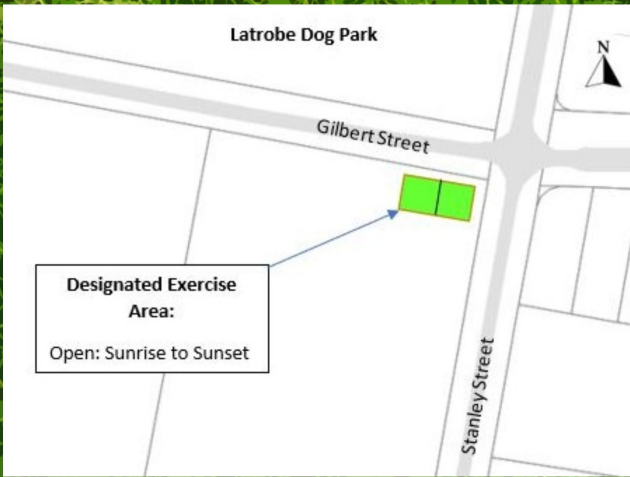 Latrobe Dog Park
N
Gilbert Street
Designated Exercise
Area:
Open: Sunrise to Sunset
Stanley Street